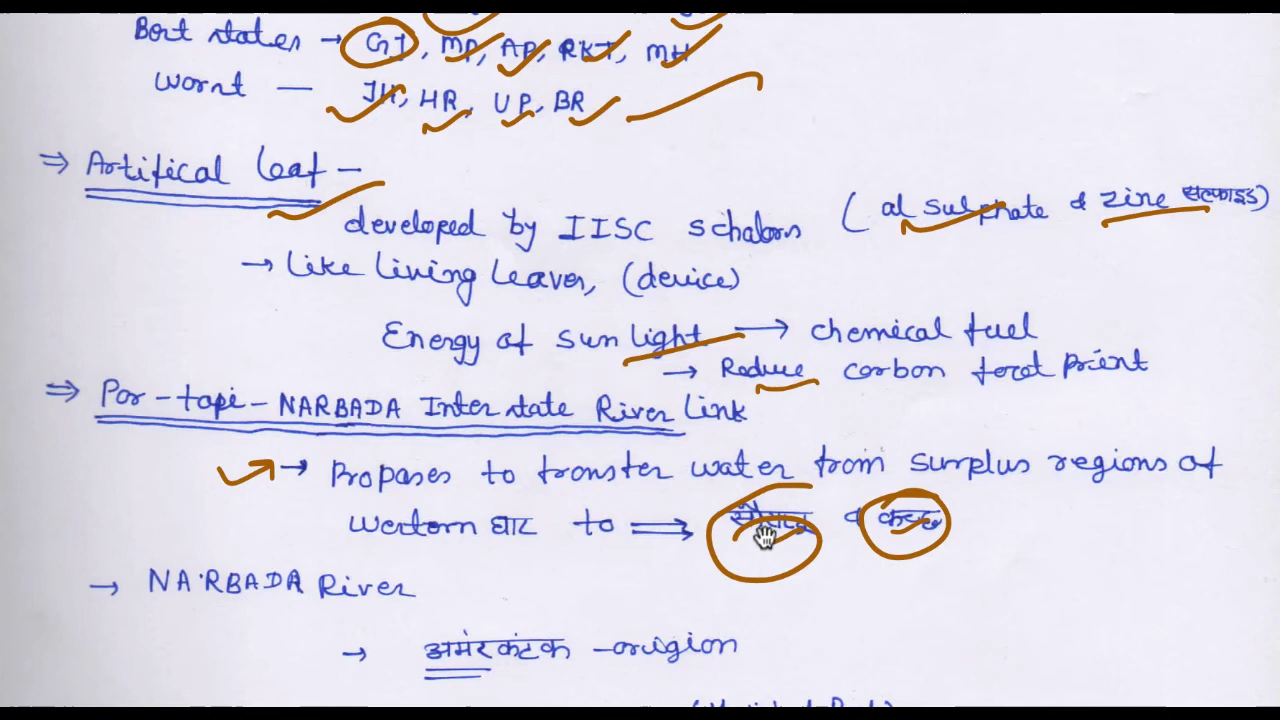 Best states → GJ, MP, AP, RKT, MH
Worst — JH, HR, UP, BR
⇒ Artifical leaf –
developed by IISC scholars (al sulphate & zinc सल्फाइड)
→ Like living leaves, (device)
Energy of sun light → chemical fuel
→ Reduce carbon foot print
⇒ Par-tapi-NARBADA Inter state River Link
→ Propases to transfer water from surplus regions of
Western घाट to ⇒ सौराष्ट्र व कच्छ
→ NARBADA River
→ अमरकंटक -origion